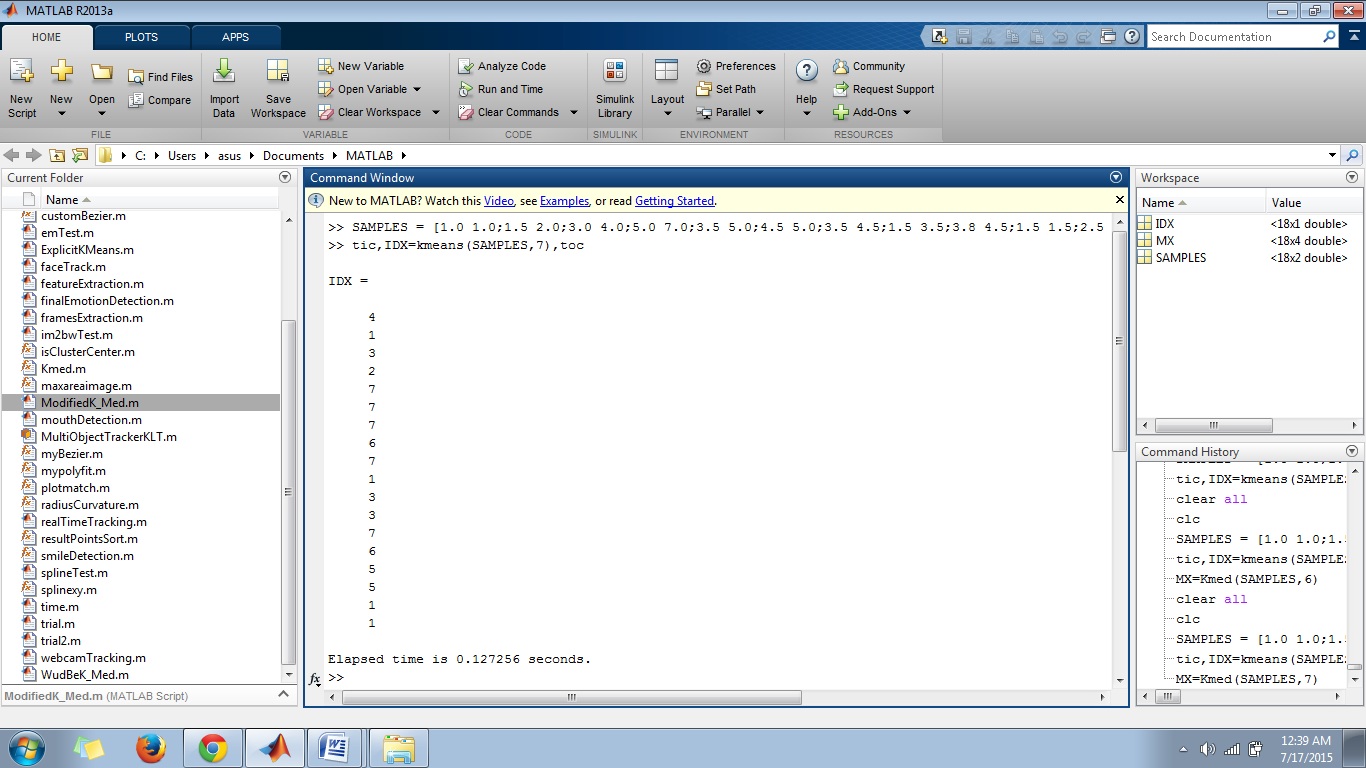 MATLAB R2013a
HOME PLOTS APPS
Search Documentation
New Script
New
Open
Find Files
Compare
FILE
Import Data
Save Workspace
New Variable
Open Variable
Clear Workspace
VARIABLE
Analyze Code
Run and Time
Clear Commands
CODE
Simulink Library
SIMULINK
Layout
Preferences
Set Path
Parallel
ENVIRONMENT
Help
Community
Request Support
Add-Ons
RESOURCES
C: Users asus Documents MATLAB
Current Folder
Name
customBezier.m
emTest.m
ExplicitKMeans.m
faceTrack.m
featureExtraction.m
finalEmotionDetection.m
framesExtraction.m
im2bwTest.m
isClusterCenter.m
Kmed.m
maxareaimage.m
ModifiedK_Med.m
mouthDetection.m
MultiObjectTrackerKLT.m
myBezier.m
mypolyfit.m
plotmatch.m
radiusCurvature.m
realTimeTracking.m
resultPointsSort.m
smileDetection.m
splineTest.m
splinexy.m
time.m
trial.m
trial2.m
webcamTracking.m
WudBeK_Med.m
ModifiedK_Med.m (MATLAB Script)
Command Window
New to MATLAB? Watch this Video, see Examples, or read Getting Started.
>> SAMPLES = [1.0 1.0;1.5 2.0;3.0 4.0;5.0 7.0;3.5 5.0;4.5 5.0;3.5 4.5;1.5 3.5;3.8 4.5;1.5 1.5;2.5
>> tic,IDX=kmeans(SAMPLES,7),toc
IDX =
4
1
3
2
7
7
7
6
7
1
3
3
7
6
5
5
1
1
Elapsed time is 0.127256 seconds.
fx >>
Workspace
Name Value
IDX <18x1 double>
MX <18x4 double>
SAMPLES <18x2 double>
Command History
tic,IDX=kmeans(SAMPLE
clear all
clc
SAMPLES = [1.0 1.0;1.
tic,IDX=kmeans(SAMPLE
MX=Kmed(SAMPLES,6)
clear all
clc
SAMPLES = [1.0 1.0;1.
tic,IDX=kmeans(SAMPLE
MX=Kmed(SAMPLES,7)
12:39 AM
7/17/2015